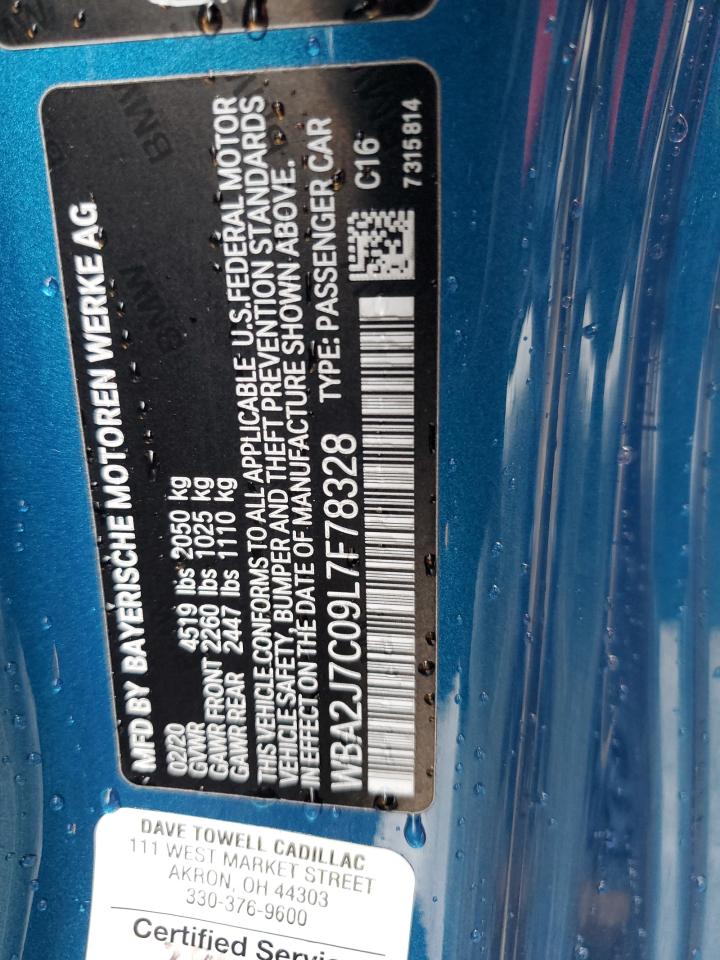 MFD BY BAYERISCHE MOTOREN WERKE AG
02/20
GVWR 4519 lbs 2050 kg
GAWR FRONT 2260 lbs 1025 kg
GAWR REAR 2447 lbs 1110 kg
THIS VEHICLE CONFORMS TO ALL APPLICABLE U.S. FEDERAL MOTOR
VEHICLE SAFETY, BUMPER AND THEFT PREVENTION STANDARDS
IN EFFECT ON THE DATE OF MANUFACTURE SHOWN ABOVE.
WBA2J7C09L7F78328 TYPE: PASSENGER CAR
C16
7315814
BMW
BMW
DAVE TOWELL CADILLAC
111 WEST MARKET STREET
AKRON, OH 44303
330-376-9600
Certified